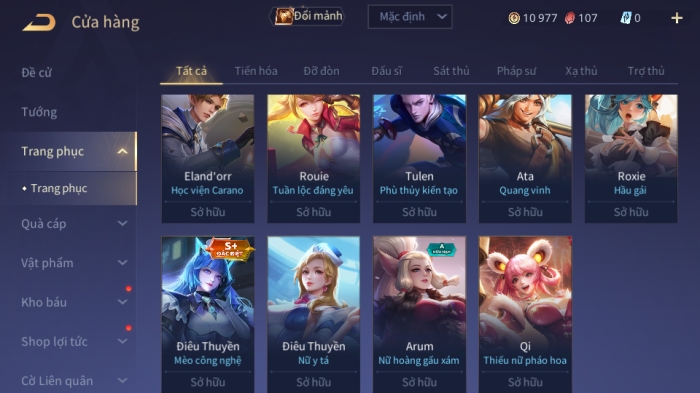 Cửa hàng
Đổi mảnh
Mặc định
10 977
107
0
Đề cử
Tướng
Trang phục
Trang phục
Quà cáp
Vật phẩm
Kho báu
Shop lợi tức
Cờ Liên quân
Tất cả
Tiến hóa
Đỡ đòn
Đấu sĩ
Sát thủ
Pháp sư
Xạ thủ
Trợ thủ
Eland'orr
Học viện Carano
Sở hữu
Rouie
Tuần lộc đáng yêu
Sở hữu
Tulen
Phù thủy kiến tạo
Sở hữu
Ata
Quang vinh
Sở hữu
Roxie
Hầu gái
Sở hữu
S+
ĐẶC BIỆT
Điêu Thuyền
Mèo công nghệ
Sở hữu
Điêu Thuyền
Nữ y tá
Sở hữu
A
Arum
Nữ hoàng gấu xám
Sở hữu
Qi
Thiếu nữ pháo hoa
Sở hữu